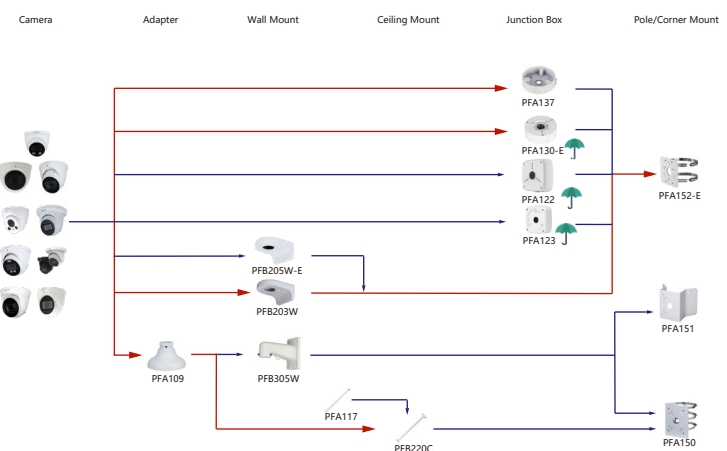 Camera
Adapter
Wall Mount
Ceiling Mount
Junction Box
Pole/Corner Mount
PFA137
PFA130-E
PFA122
PFA152-E
PFA123
PFB205W-E
PFB203W
PFA151
PFA109
PFB305W
PFA117
PFB220C
PFA150